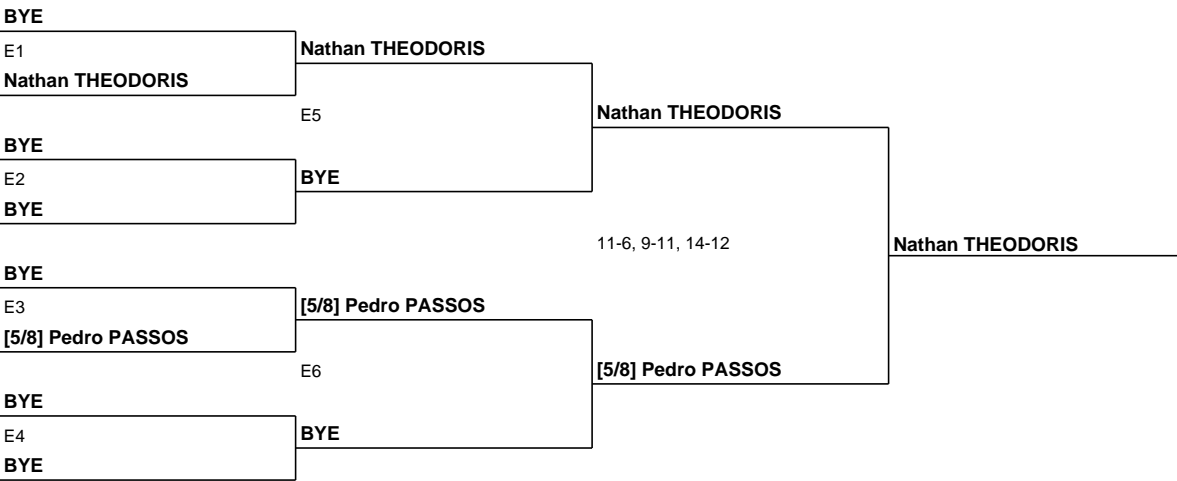 BYE
E1
Nathan THEODORIS
Nathan THEODORIS
E5
Nathan THEODORIS
BYE
E2
BYE
BYE
11-6, 9-11, 14-12
Nathan THEODORIS
BYE
E3
[5/8] Pedro PASSOS
[5/8] Pedro PASSOS
E6
[5/8] Pedro PASSOS
BYE
E4
BYE
BYE